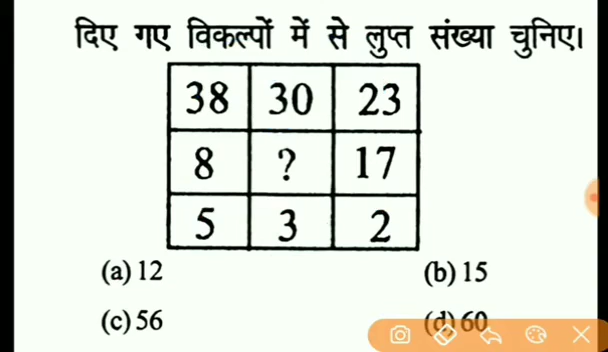 दिए गए विकल्पों में से लुप्त संख्या चुनिए।
38 30 23
8 ? 17
5 3 2
(a) 12 (b) 15
(c) 56 (d) 60